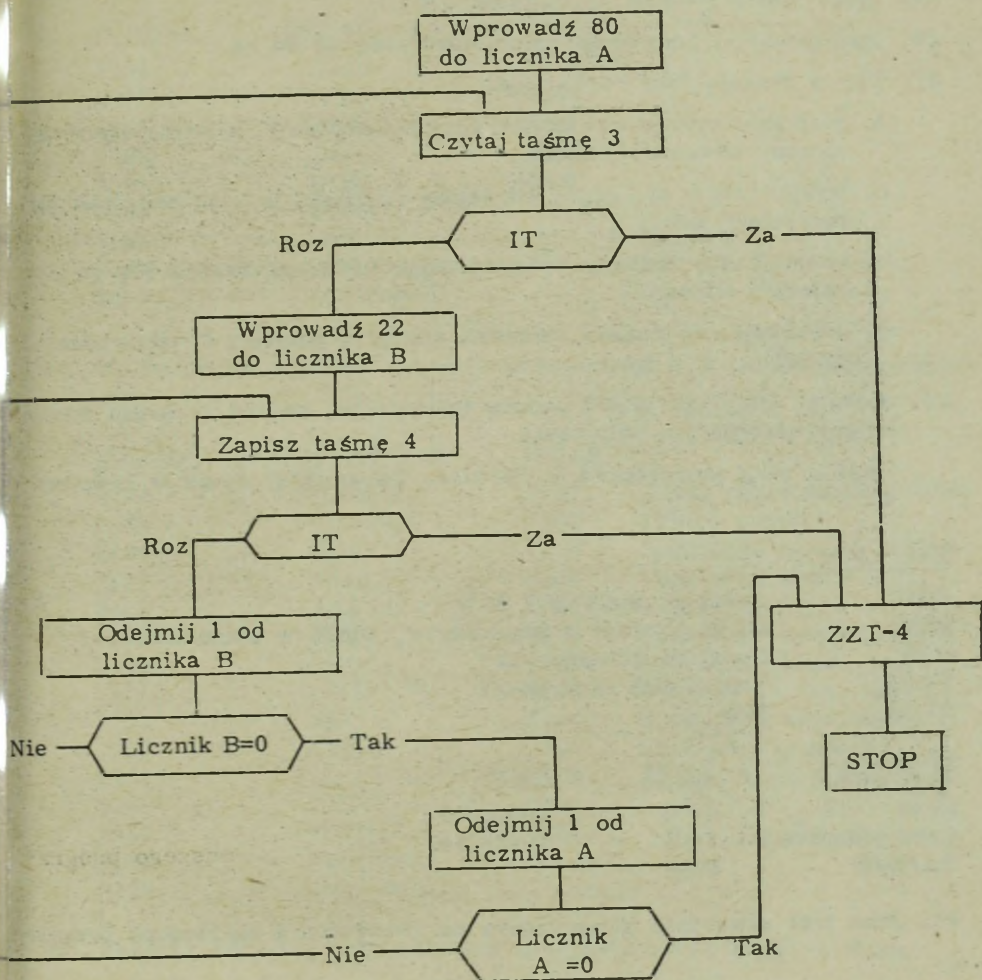 Wprowadź 80
do licznika A
Czytaj taśmę 3
Roz
IT
Za
Wprowadź 22
do licznika B
Zapisz taśmę 4
Roz
IT
Za
Odejmij 1 od
licznika B
ZZT-4
Nie
Licznik B=0
Tak
STOP
Odejmij 1 od
licznika A
Nie
Licznik
A =0
Tak